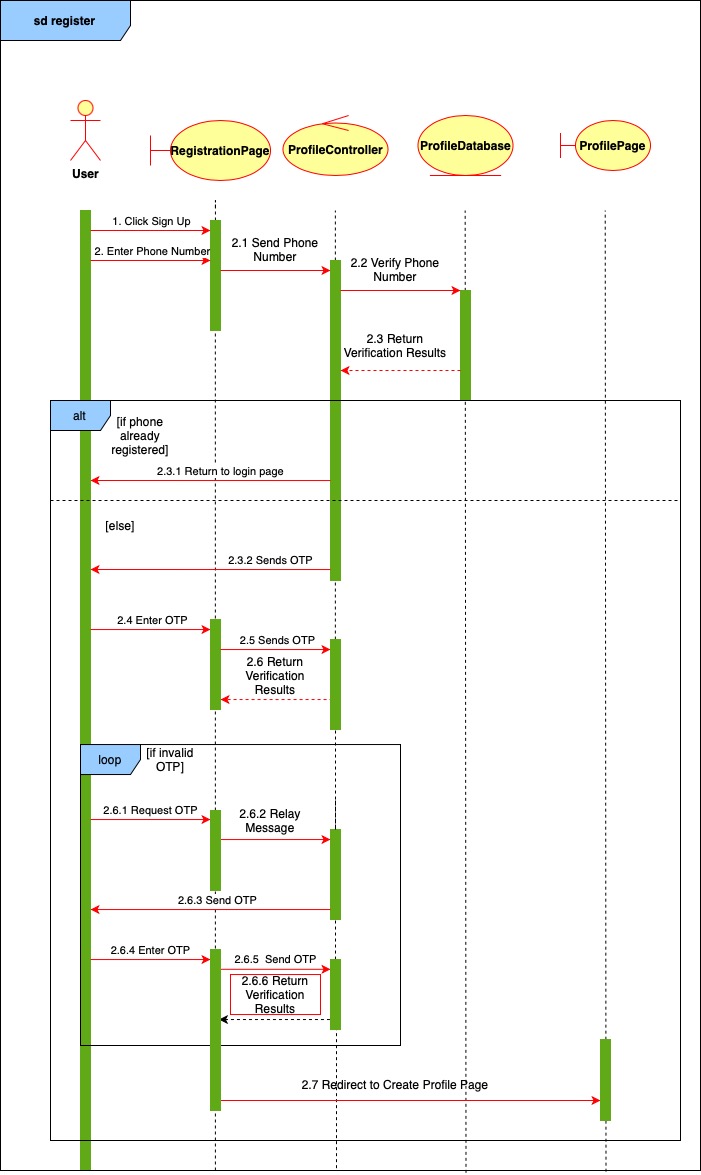 sd register
User
RegistrationPage
ProfileController
ProfileDatabase
ProfilePage
1. Click Sign Up
2. Enter Phone Number
2.1 Send Phone
Number
2.2 Verify Phone
Number
2.3 Return
Verification Results
alt
[if phone
already
registered]
2.3.1 Return to login page
[else]
2.3.2 Sends OTP
2.4 Enter OTP
2.5 Sends OTP
2.6 Return
Verification
Results
loop
[if invalid
OTP]
2.6.1 Request OTP
2.6.2 Relay
Message
2.6.3 Send OTP
2.6.4 Enter OTP
2.6.5 Send OTP
2.6.6 Return
Verification
Results
2.7 Redirect to Create Profile Page